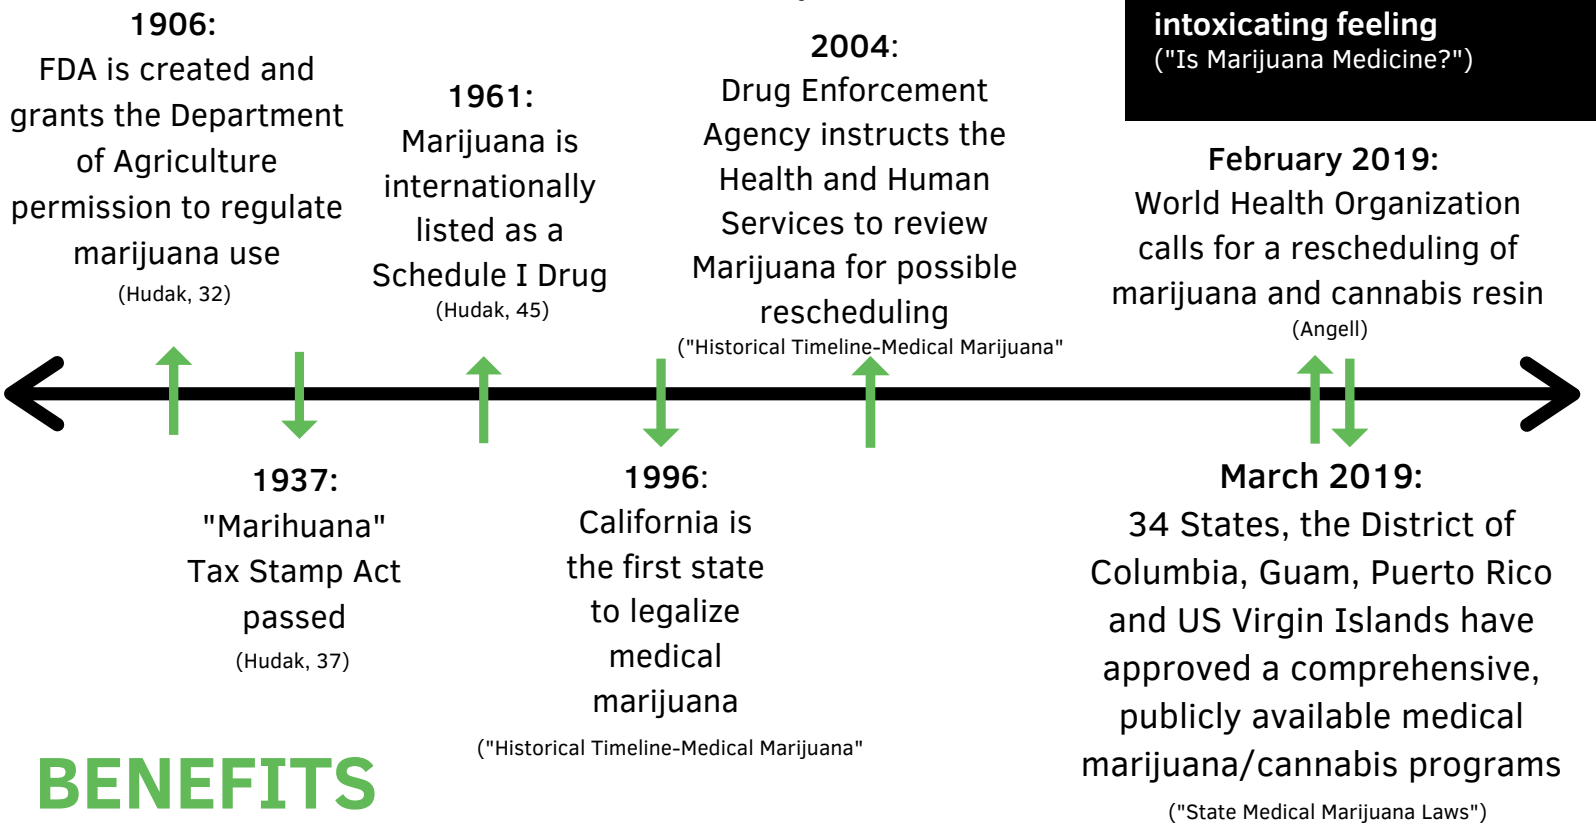 1906:
FDA is created and
grants the Department
of Agriculture
permission to regulate
marijuana use
(Hudak, 32)
1937:
"Marihuana"
Tax Stamp Act
passed
(Hudak, 37)
1961:
Marijuana is
internationally
listed as a
Schedule I Drug
(Hudak, 45)
1996:
California is
the first state
to legalize
medical
marijuana
("Historical Timeline-Medical Marijuana"
2004:
Drug Enforcement
Agency instructs the
Health and Human
Services to review
Marijuana for possible
rescheduling
("Historical Timeline-Medical Marijuana"
intoxicating feeling
("Is Marijuana Medicine?")
February 2019:
World Health Organization
calls for a rescheduling of
marijuana and cannabis resin
(Angell)
March 2019:
34 States, the District of
Columbia, Guam, Puerto Rico
and US Virgin Islands have
approved a comprehensive,
publicly available medical
marijuana/cannabis programs
("State Medical Marijuana Laws")
BENEFITS